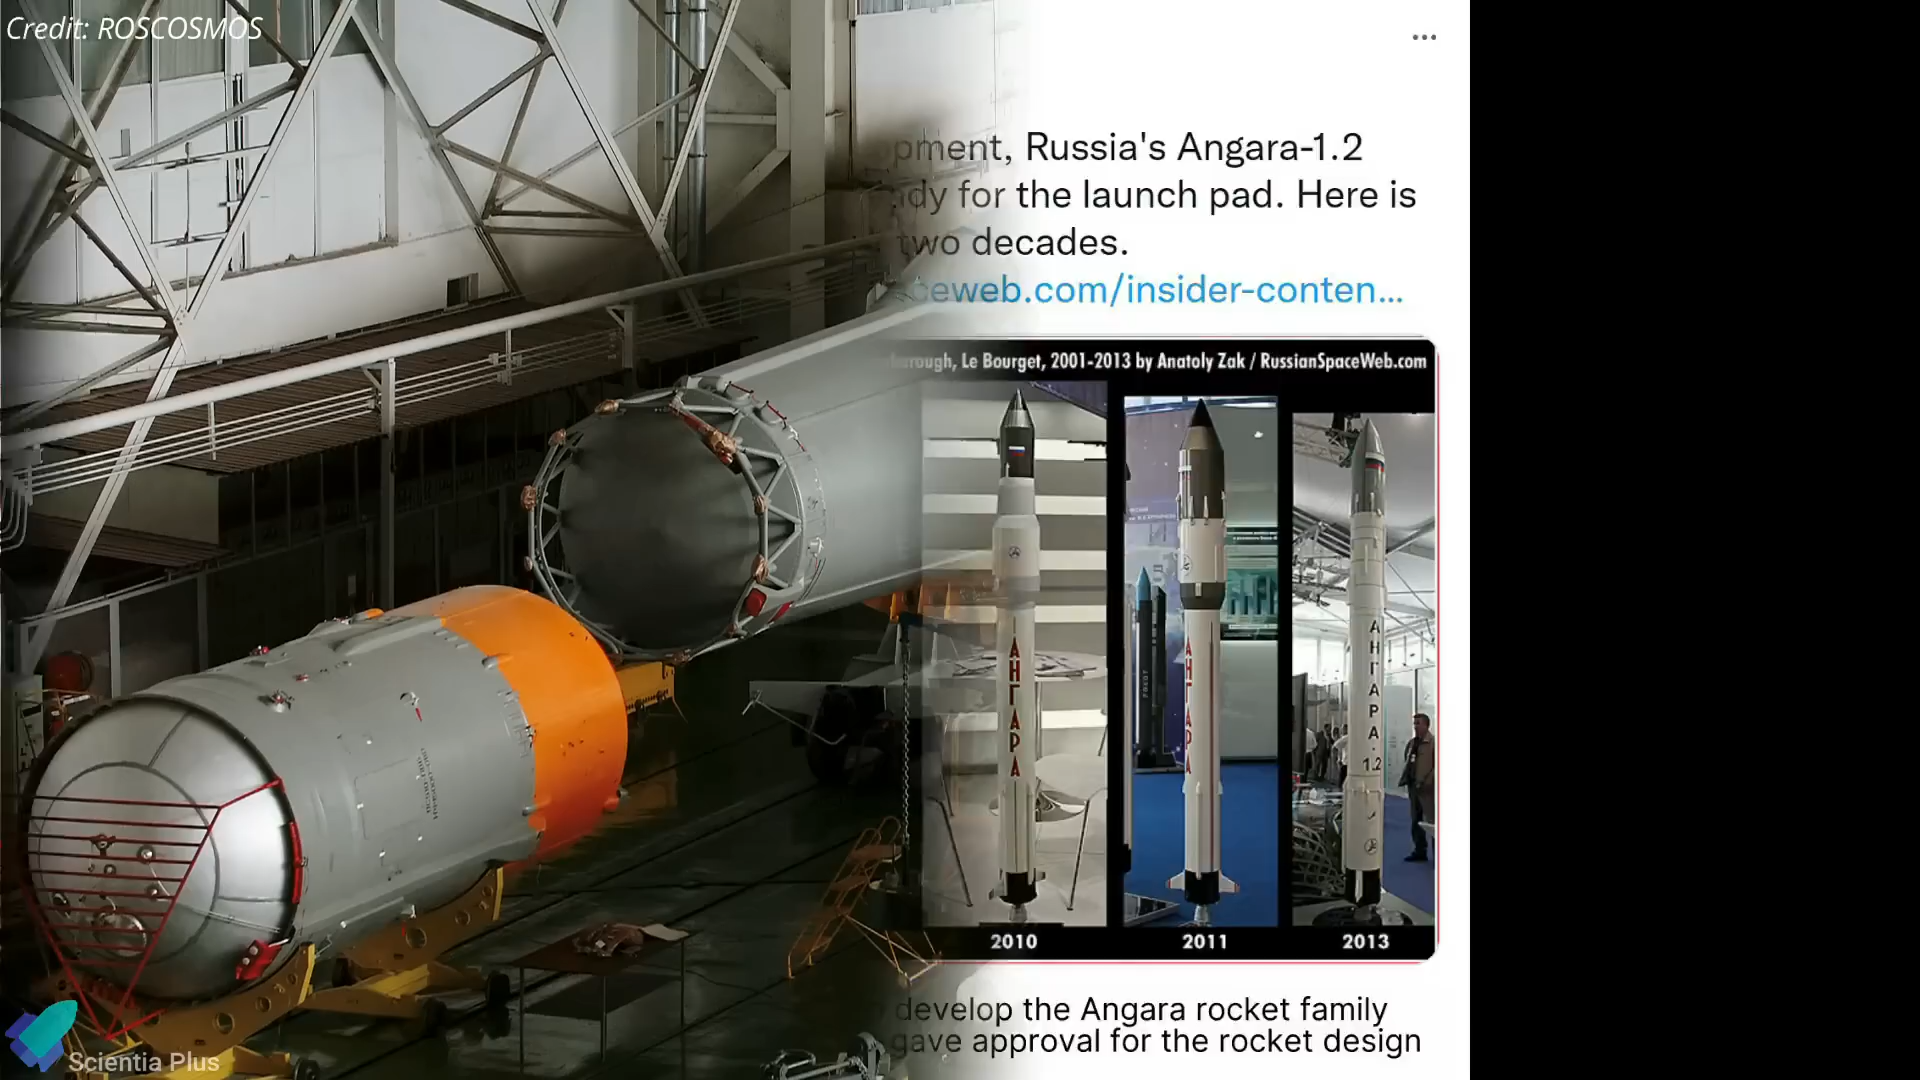 Credit: ROSCOSMOS
Russia's Angara-1.2
for the launch pad. Here is
two decades.
ceweb.com/insider-conten...
Le Bourget, 2001-2013 by Anatoly Zak / RussianSpaceWeb.com
АНГАРА
АНГАРА
АНГАРА-1.2
2010
2011
2013
develop the Angara rocket family
gave approval for the rocket design
Scientia Plus